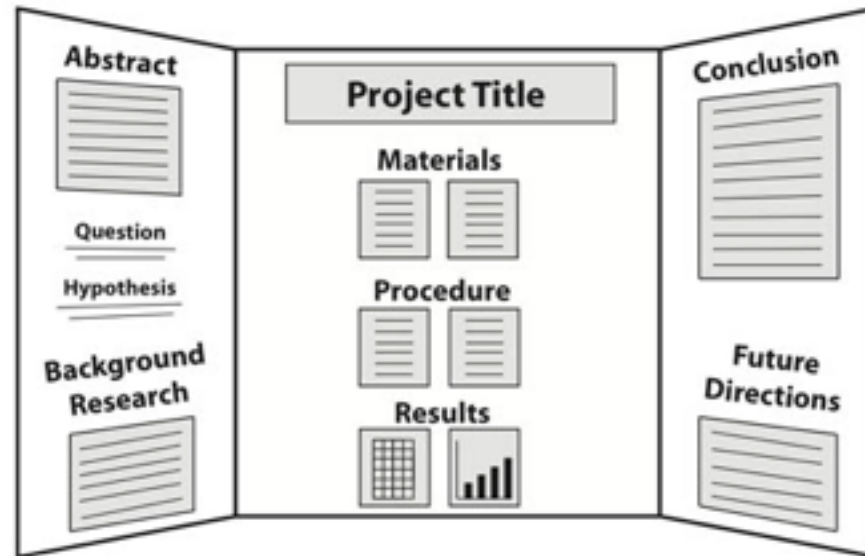 Abstract
Question
Hypothesis
Background
Research
Project Title
Materials
Procedure
Results
Conclusion
Future
Directions